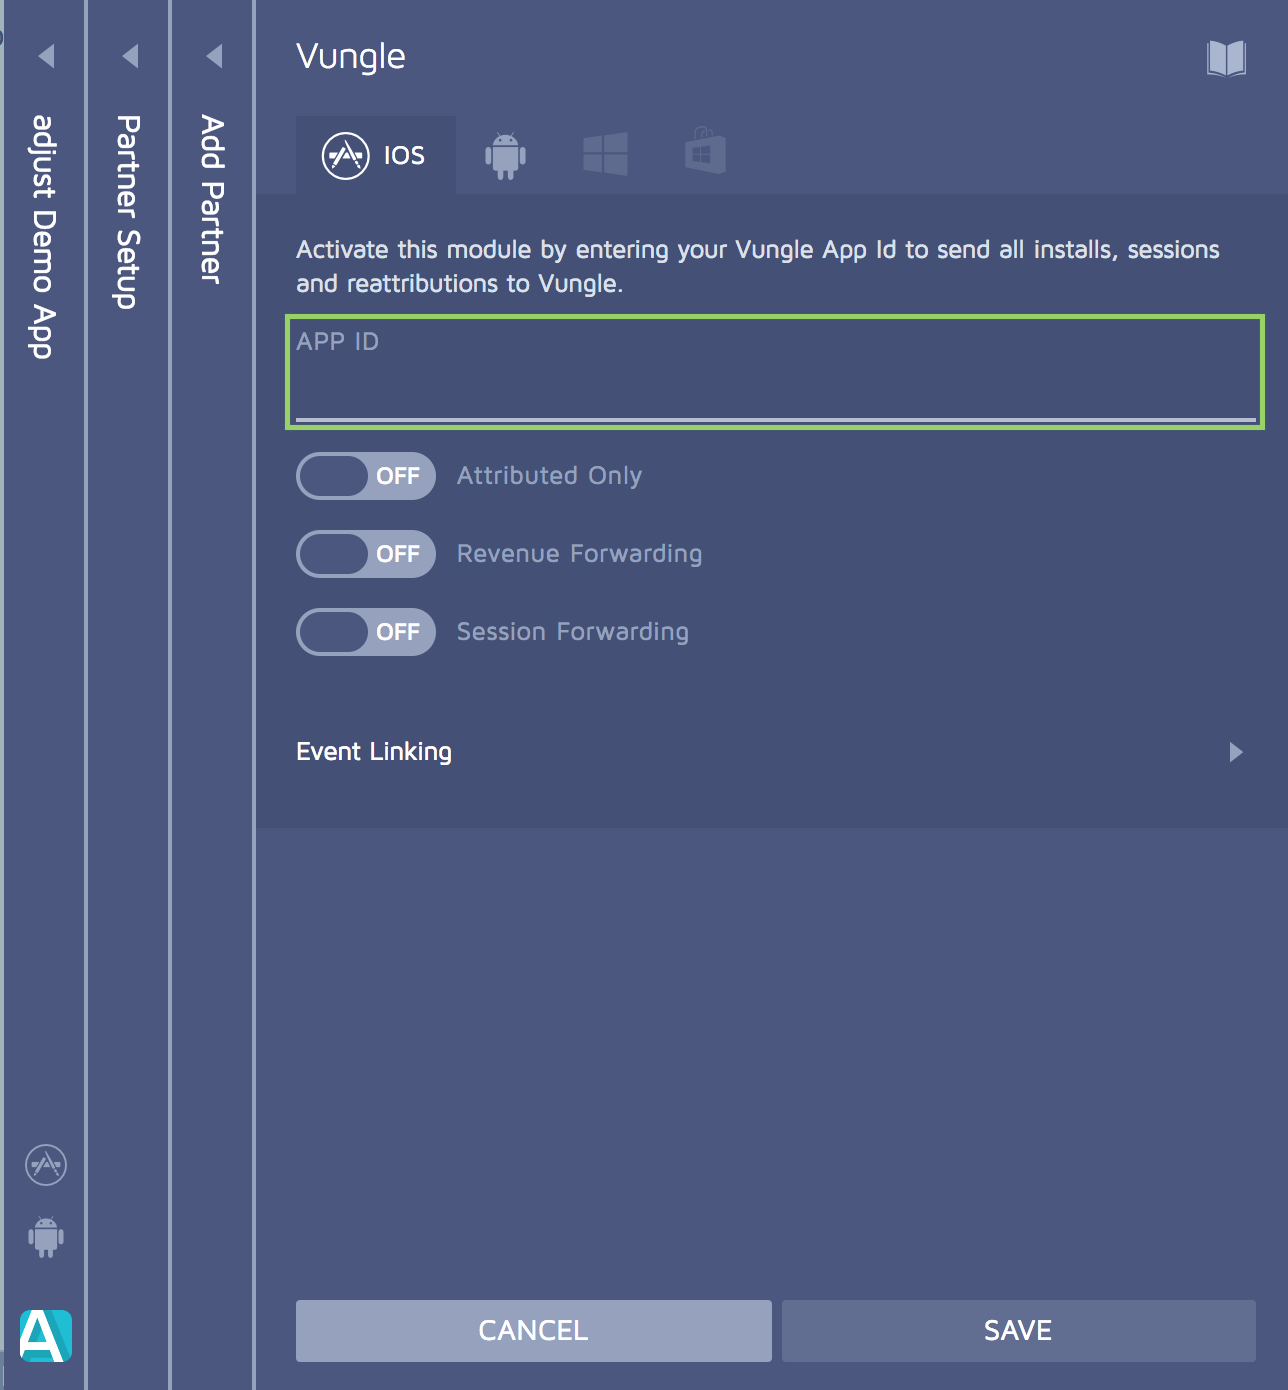 adjust Demo App
Partner Setup
Add Partner
Vungle
IOS
Activate this module by entering your Vungle App Id to send all installs, sessions
and reattributions to Vungle.
APP ID
OFF Attributed Only
OFF Revenue Forwarding
OFF Session Forwarding
Event Linking
CANCEL
SAVE